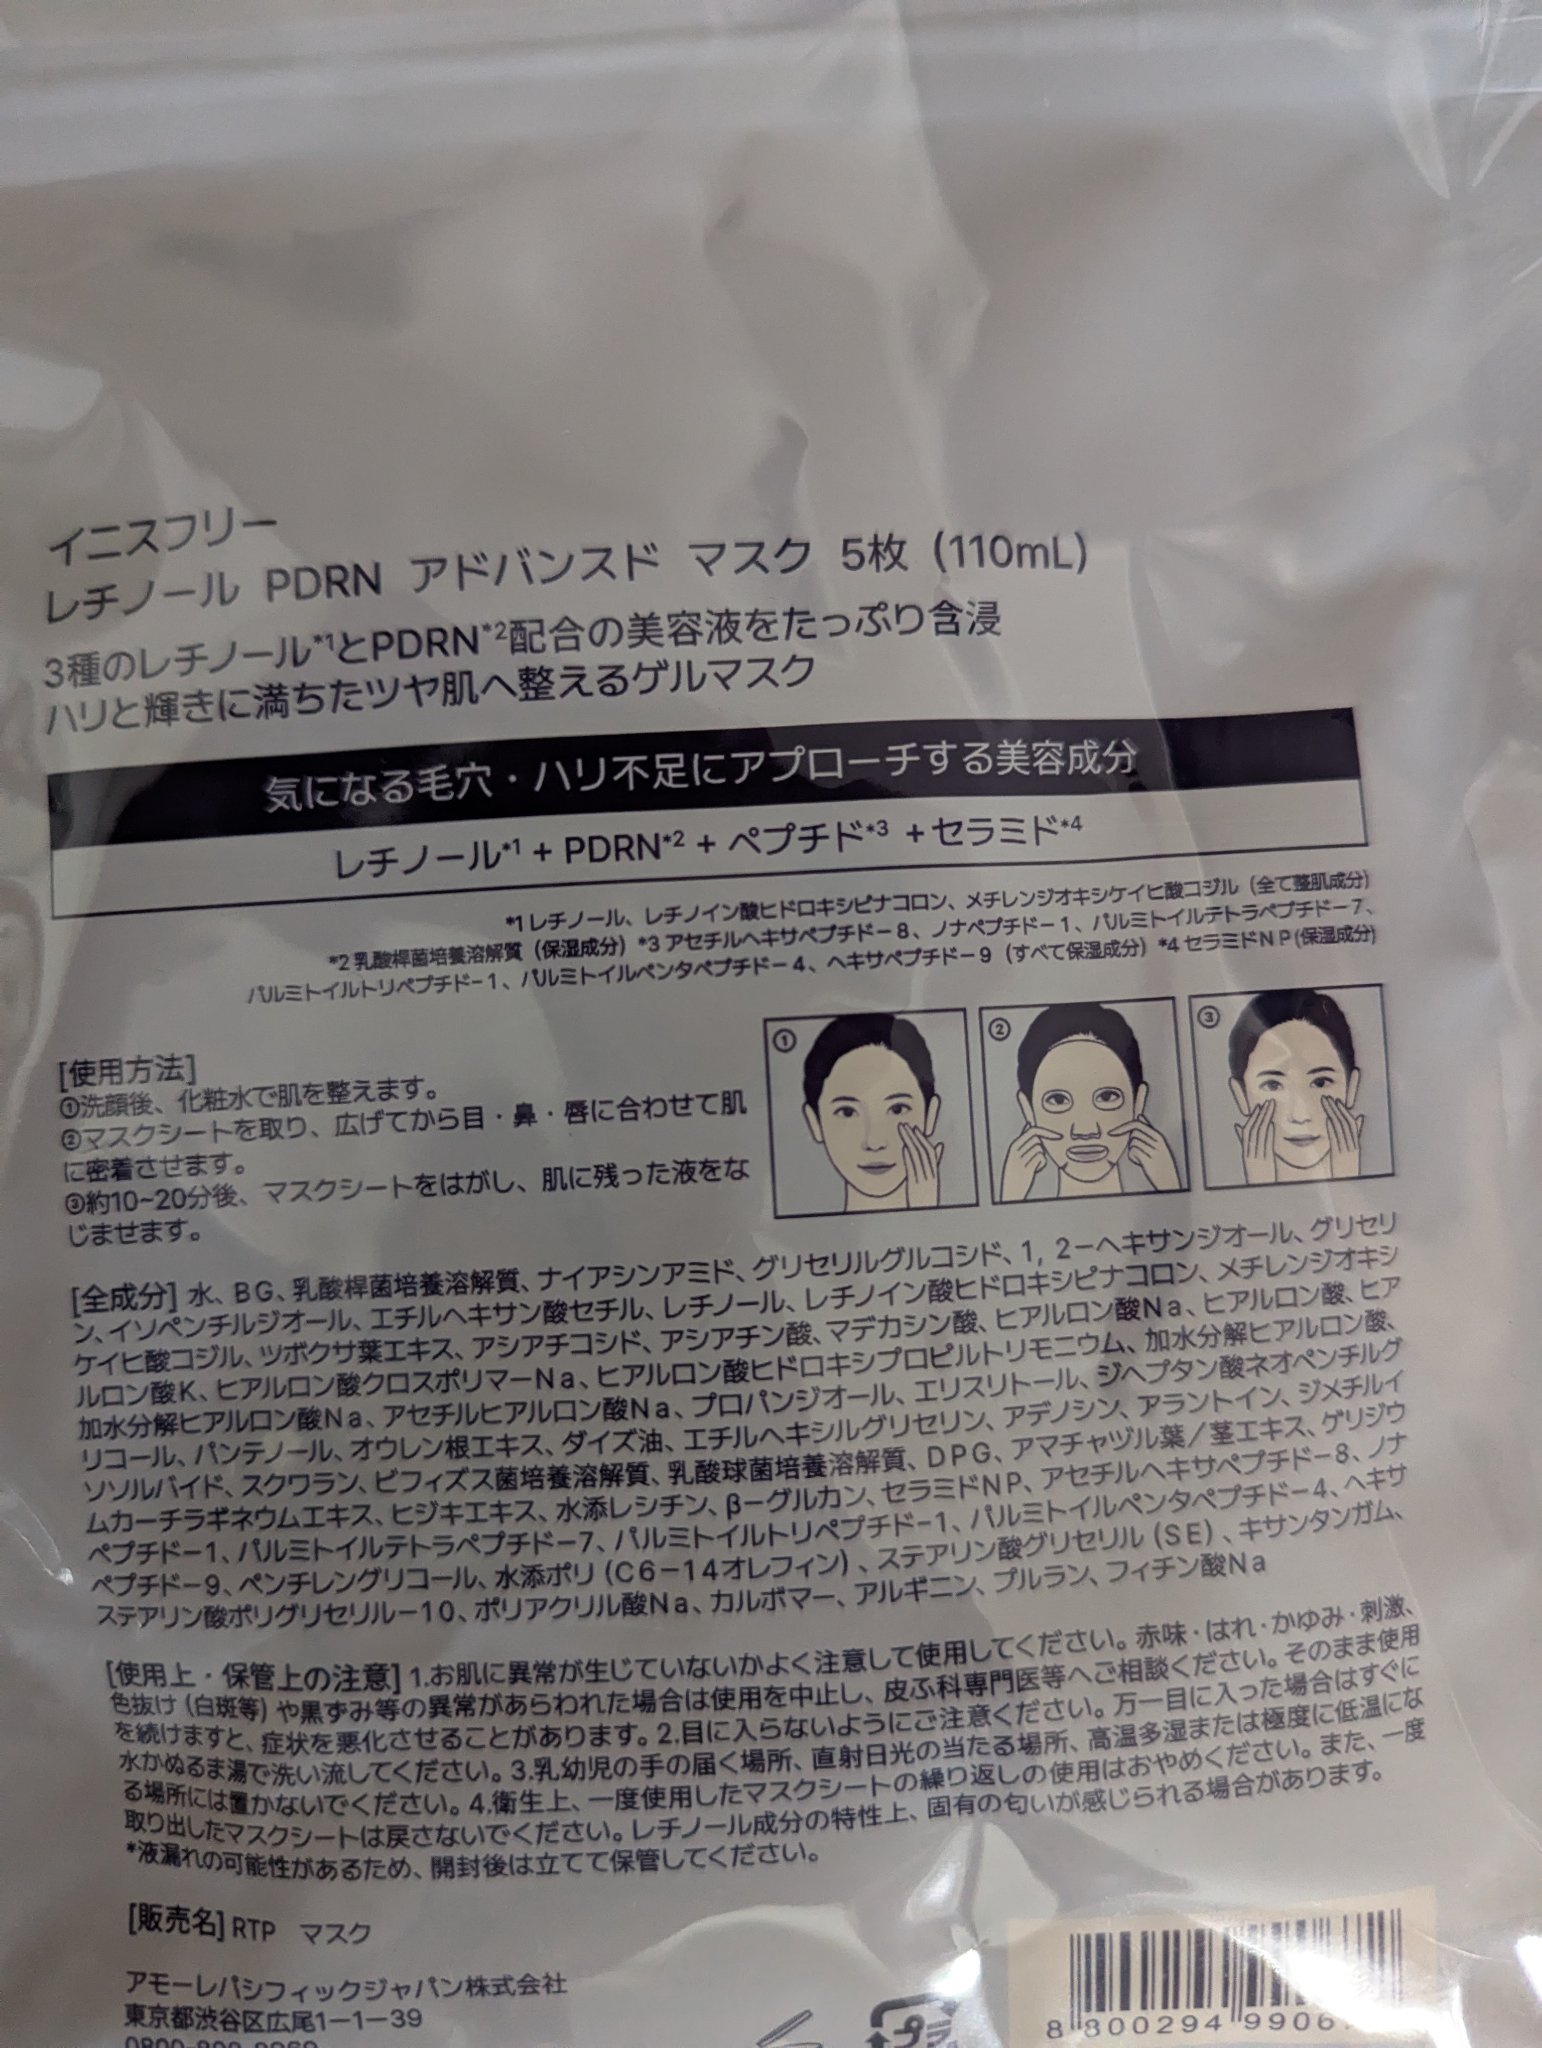 イニスフリー
レチノール PDRN アドバンスド マスク 5枚 (110mL)
3種のレチノール*1とPDRN*2配合の美容液をたっぷり含浸
ハリと輝きに満ちたツヤ肌へ整えるゲルマスク
気になる毛穴・ハリ不足にアプローチする美容成分
レチノール*1 + PDRN*2 + ペプチド*3 + セラミド*4
*1 レチノール、レチノイン酸ヒドロキシピナコロン、メチレンジオキシケイヒ酸コジル (全て整肌成分)
*2 乳酸桿菌培養溶解質 (保湿成分) *3 アセチルヘキサペプチド-8、ノナペプチド-1、パルミトイルテトラペプチド-7、
パルミトイルトリペプチド-1、パルミトイルペンタペプチド-4、ヘキサペプチド-9 (すべて保湿成分) *4 セラミドNP(保湿成分)
[使用方法]
①洗顔後、化粧水で肌を整えます。
②マスクシートを取り、広げてから目・鼻・唇に合わせて肌
に密着させます。
③約10~20分後、マスクシートをはがし、肌に残った液をな
じませます。
① ② ③
[全成分] 水、BG、乳酸桿菌培養溶解質、ナイアシンアミド、グリセリルグルコシド、1, 2-ヘキサンジオール、グリセリ
ン、イソペンチルジオール、エチルヘキサン酸セチル、レチノール、レチノイン酸ヒドロキシピナコロン、メチレンジオキシ
ケイヒ酸コジル、ツボクサ葉エキス、アシアチコシド、アシアチン酸、マデカシン酸、ヒアルロン酸Na、ヒアルロン酸、ヒア
ルロン酸K、ヒアルロン酸クロスポリマーNa、ヒアルロン酸ヒドロキシプロピルトリモニウム、加水分解ヒアルロン酸、
加水分解ヒアルロン酸Na、アセチルヒアルロン酸Na、プロパンジオール、エリスリトール、ジヘプタン酸ネオペンチルグ
リコール、パンテノール、オウレン根エキス、ダイズ油、エチルヘキシルグリセリン、アデノシン、アラントイン、ジメチルイ
ソソルバイド、スクワラン、ビフィズス菌培養溶解質、乳酸球菌培養溶解質、DPG、アマチャヅル葉/茎エキス、ゲリジウ
ムカーチラギネウムエキス、ヒジキエキス、水添レシチン、β-グルカン、セラミドNP、アセチルヘキサペプチド-8、ノナ
ペプチド-1、パルミトイルテトラペプチド-7、パルミトイルトリペプチド-1、パルミトイルペンタペプチド-4、ヘキサ
ペプチド-9、ペンチレングリコール、水添ポリ (C6-14オレフィン) 、ステアリン酸グリセリル (SE) 、キサンタンガム、
ステアリン酸ポリグリセリル-10、ポリアクリル酸Na、カルボマー、アルギニン、プルラン、フィチン酸Na
[使用上・保管上の注意] 1.お肌に異常が生じていないかよく注意して使用してください。赤味・はれ・かゆみ・刺激、
色抜け (白斑等) や黒ずみ等の異常があらわれた場合は使用を中止し、皮ふ科専門医等へご相談ください。そのまま使用
を続けますと、症状を悪化させることがあります。2.目に入らないようにご注意ください。万一目に入った場合はすぐに
水かぬるま湯で洗い流してください。3.乳幼児の手の届く場所、直射日光の当たる場所、高温多湿または極度に低温にな
る場所には置かないでください。4.衛生上、一度使用したマスクシートの繰り返しの使用はおやめください。また、一度
取り出したマスクシートは戻さないでください。レチノール成分の特性上、固有の匂いが感じられる場合があります。
*液漏れの可能性があるため、開封後は立てて保管してください。
[販売名] RTP マスク
アモーレパシフィックジャパン株式会社
東京都渋谷区広尾1-1-39
プラ
8 800294 9906